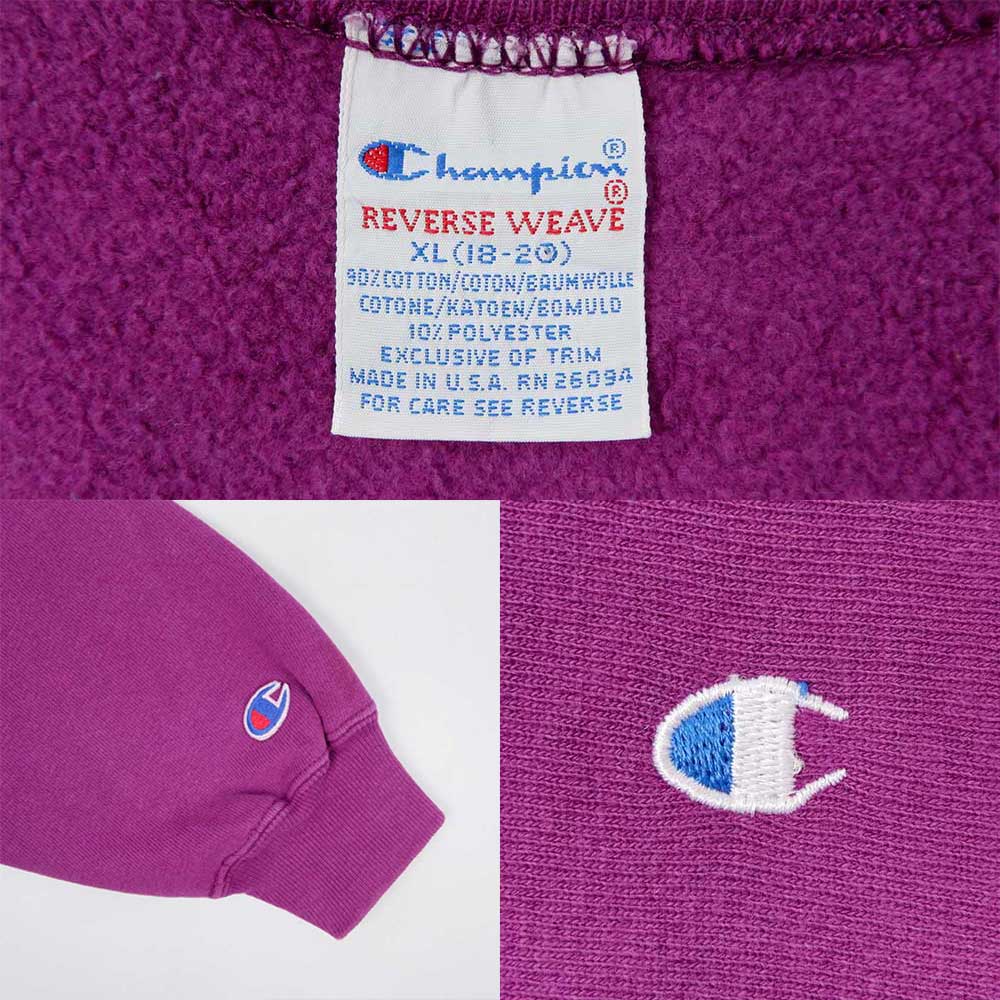 Champion®
REVERSE WEAVE®
XL (18-20)
90% COTTON/COTON/BAUMWOLLE
COTONE/KATOEN/BOMULD
10% POLYESTER
EXCLUSIVE OF TRIM
MADE IN U.S.A. RN 26094
FOR CARE SEE REVERSE